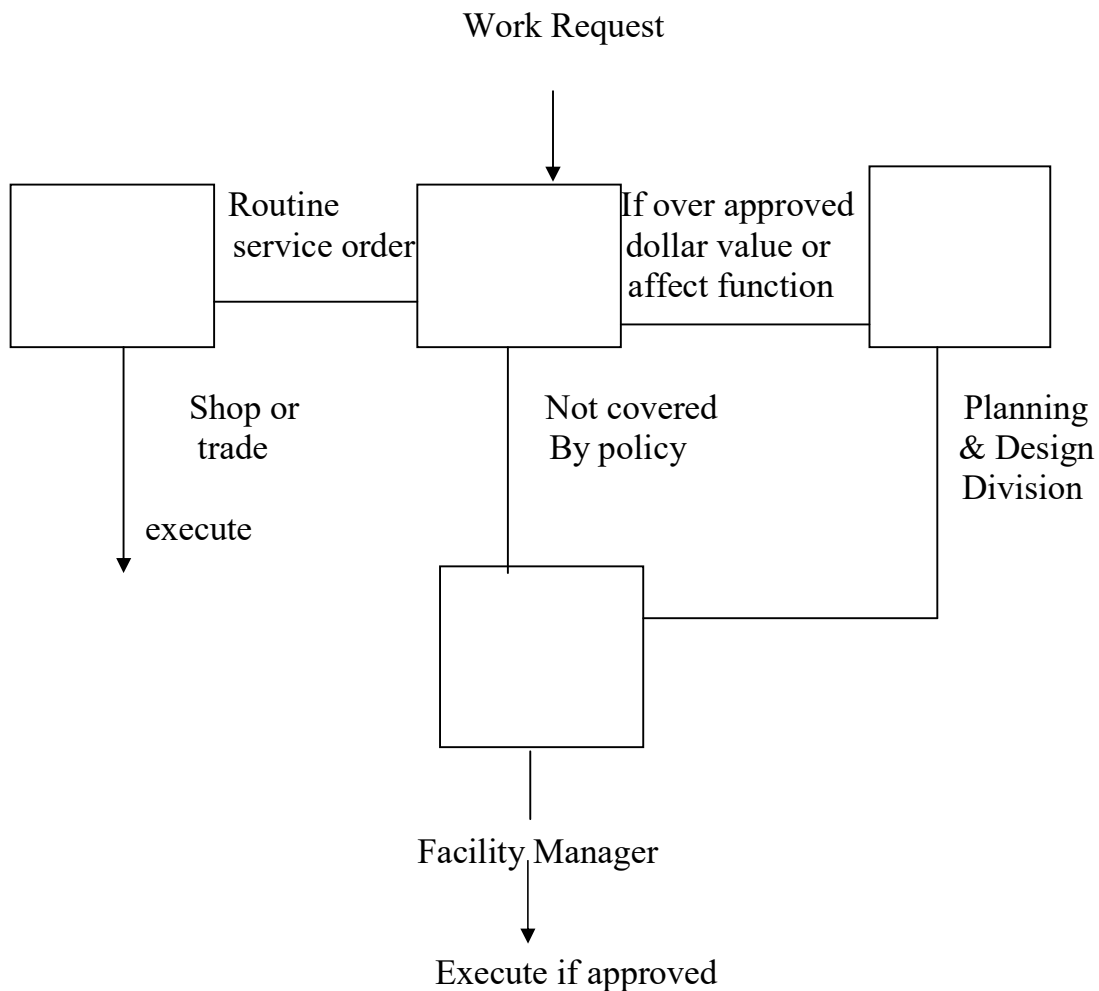 Work Request
Routine
service order
If over approved
dollar value or
affect function
Shop or
trade
Not covered
By policy
Planning
& Design
Division
execute
Facility Manager
Execute if approved